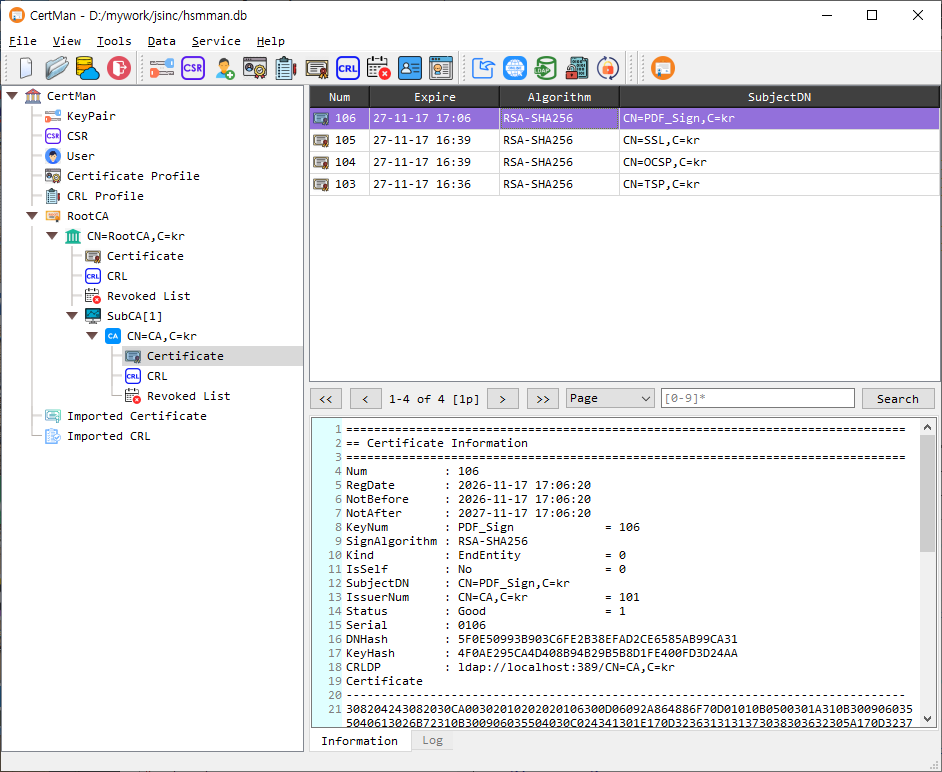 CertMan - D:/mywork/jsinc/hsmman.db
File View Tools Data Service Help
CSR CRL LDAP
CertMan
KeyPair
CSR CSR
User
Certificate Profile
CRL Profile
RootCA
CN=RootCA,C=kr
Certificate
CRL CRL
Revoked List
SubCA[1]
CA CN=CA,C=kr
Certificate
CRL CRL
Revoked List
Imported Certificate
Imported CRL
Num Expire Algorithm SubjectDN
106 27-11-17 17:06 RSA-SHA256 CN=PDF_Sign,C=kr
105 27-11-17 16:39 RSA-SHA256 CN=SSL,C=kr
104 27-11-17 16:39 RSA-SHA256 CN=OCSP,C=kr
103 27-11-17 16:36 RSA-SHA256 CN=TSP,C=kr
<< < 1-4 of 4 [1p] > >> Page [0-9]* Search
1 ================================================================================
2 == Certificate Information
3 ================================================================================
4 Num : 106
5 RegDate : 2026-11-17 17:06:20
6 NotBefore : 2026-11-17 17:06:20
7 NotAfter : 2027-11-17 17:06:20
8 KeyNum : PDF_Sign = 106
9 SignAlgorithm : RSA-SHA256
10 Kind : EndEntity = 0
11 IsSelf : No = 0
12 SubjectDN : CN=PDF_Sign,C=kr
13 IssuerNum : CN=CA,C=kr = 101
14 Status : Good = 1
15 Serial : 0106
16 DNHash : 5F0E50993B903C6FE2B38EFAD2CE6585AB99CA31
17 KeyHash : 4F0AE295CA4D408B94B29B5B8D1FE400FD3D24AA
18 CRLDP : ldap://localhost:389/CN=CA,C=kr
19 Certificate
20 --------------------------------------------------------------------------------
21 308204243082030CA00302010202020106300D06092A864886F70D01010B0500301A310B3009060355
5040613026B72310B300906035504030C024341301E170D3236313131373038303632305A170D3237
Information Log